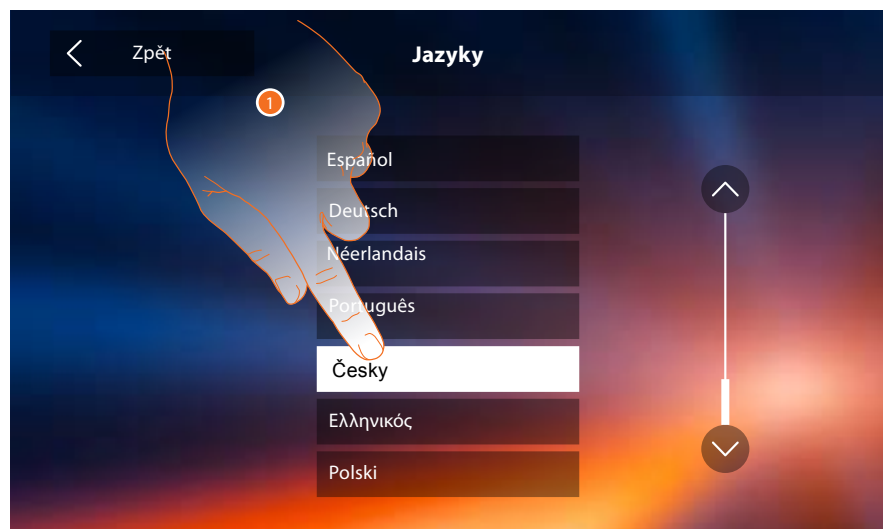 Zpět
Jazyky
1
Español
Deutsch
Néerlandais
Português
Česky
Ελληνικός
Polski